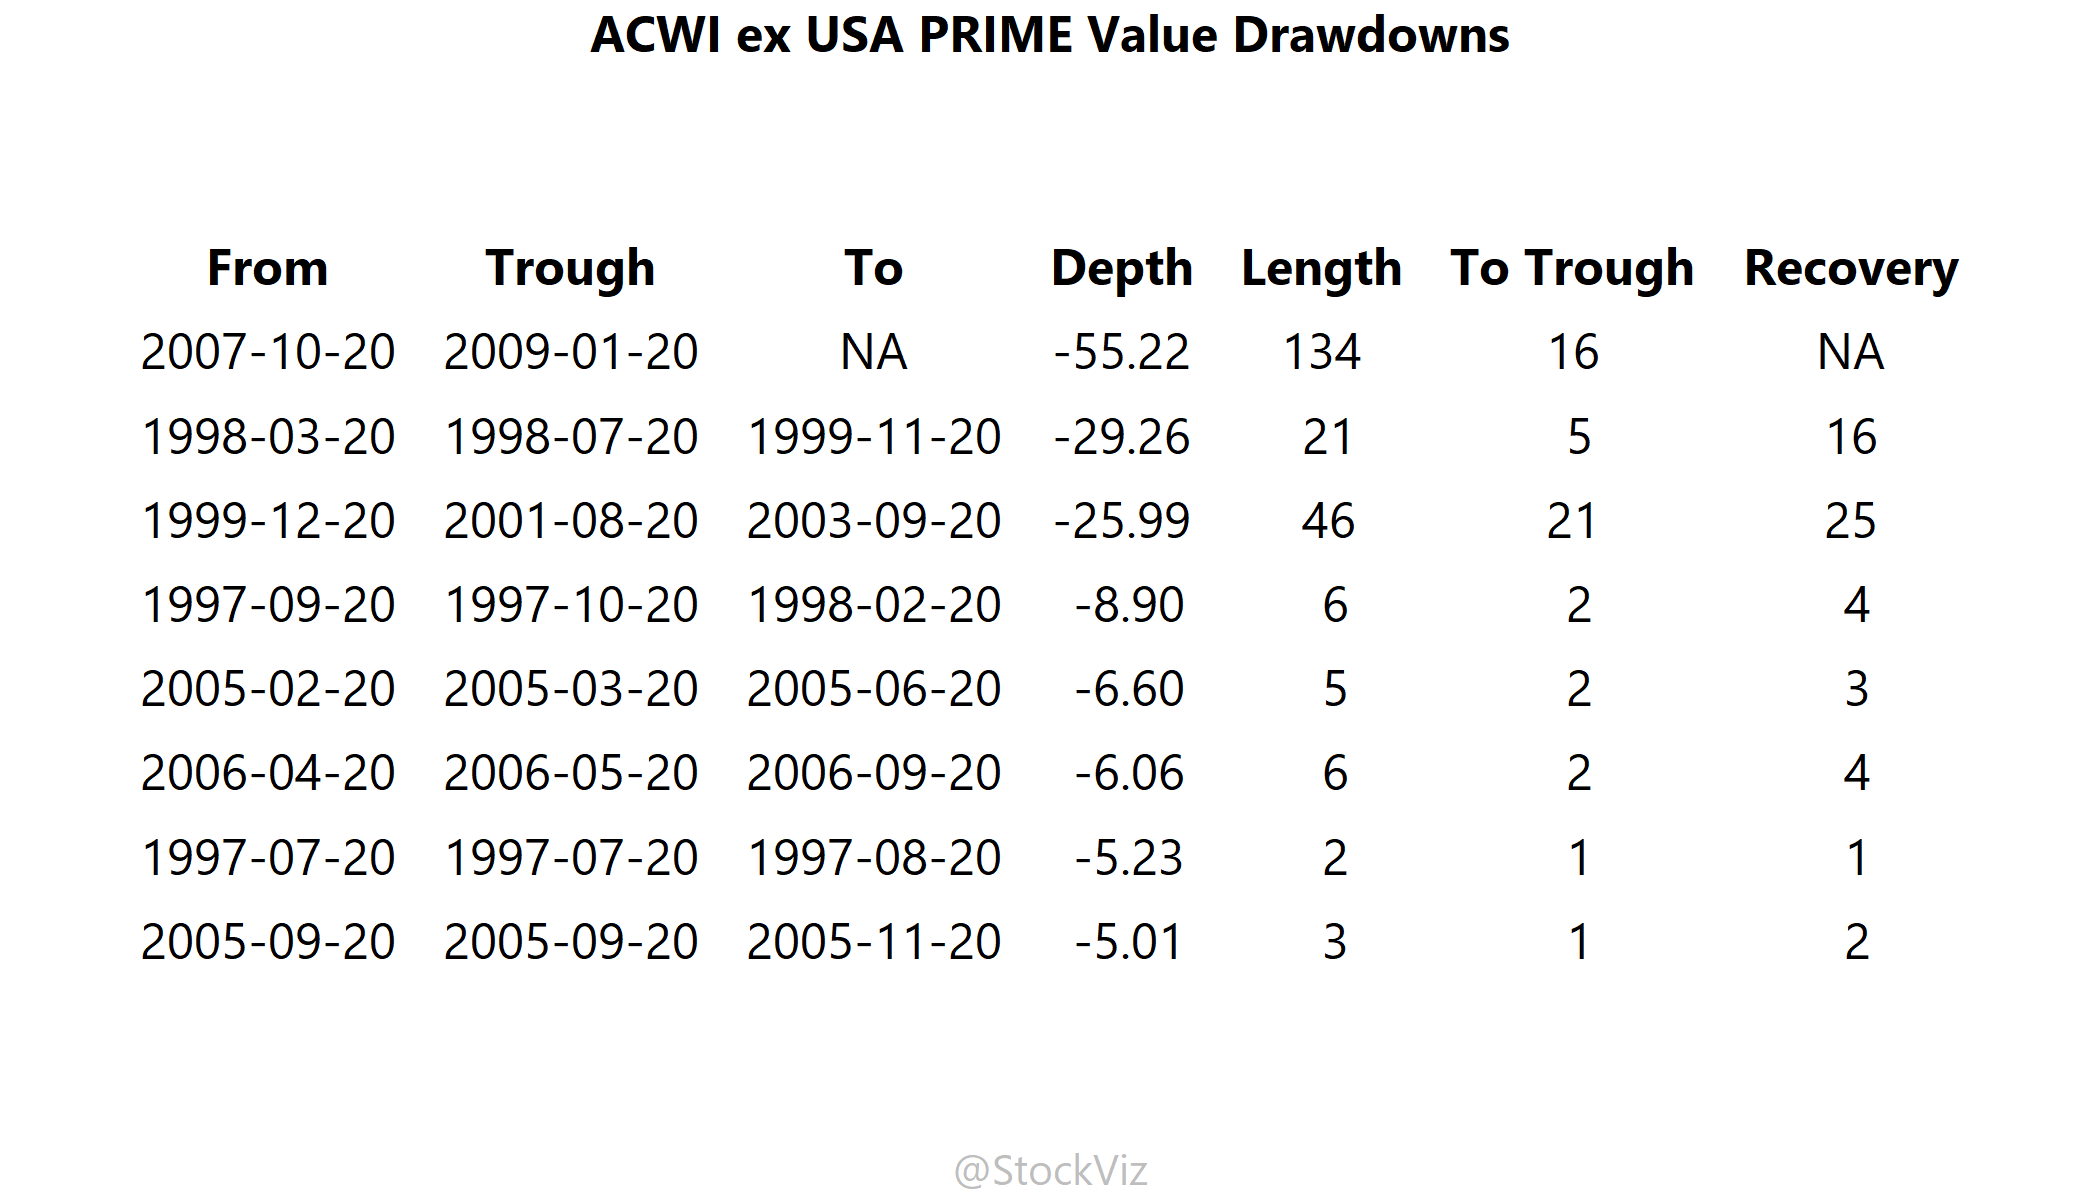 ACWI ex USA PRIME Value Drawdowns
From Trough To Depth Length To Trough Recovery
2007-10-20 2009-01-20 NA -55.22 134 16 NA
1998-03-20 1998-07-20 1999-11-20 -29.26 21 5 16
1999-12-20 2001-08-20 2003-09-20 -25.99 46 21 25
1997-09-20 1997-10-20 1998-02-20 -8.90 6 2 4
2005-02-20 2005-03-20 2005-06-20 -6.60 5 2 3
2006-04-20 2006-05-20 2006-09-20 -6.06 6 2 4
1997-07-20 1997-07-20 1997-08-20 -5.23 2 1 1
2005-09-20 2005-09-20 2005-11-20 -5.01 3 1 2
@StockViz